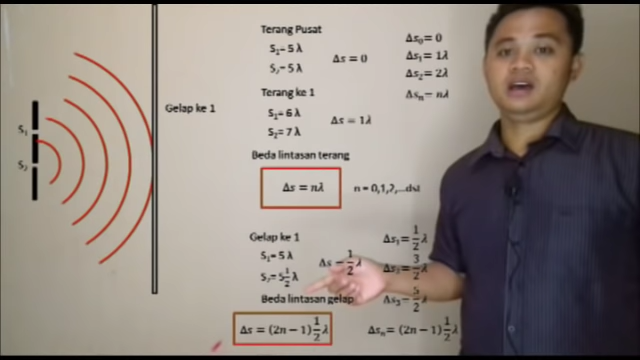 S₁
S₂
Gelap ke 1
Terang Pusat
S₁= 5 λ
S₂= 5λ
Δs = 0
Δs₀ = 0
Δs₁ = 1λ
Δs₂ = 2λ
Δsₙ = nλ
Terang ke 1
S₁= 6 λ
S₂= 7λ
Δs = 1λ
Beda lintasan terang
Δs = nλ
n = 0,1,2,...dst
Gelap ke 1
S₁= 5 λ
S₂= 5½ λ
Δs = ½ λ
Δs₁ = ½ λ
Δs₂ = 3/2 λ
Δs₃ = 5/2 λ
Beda lintasan gelap
Δs = (2n − 1) ½ λ
Δsₙ = (2n − 1) ½ λ